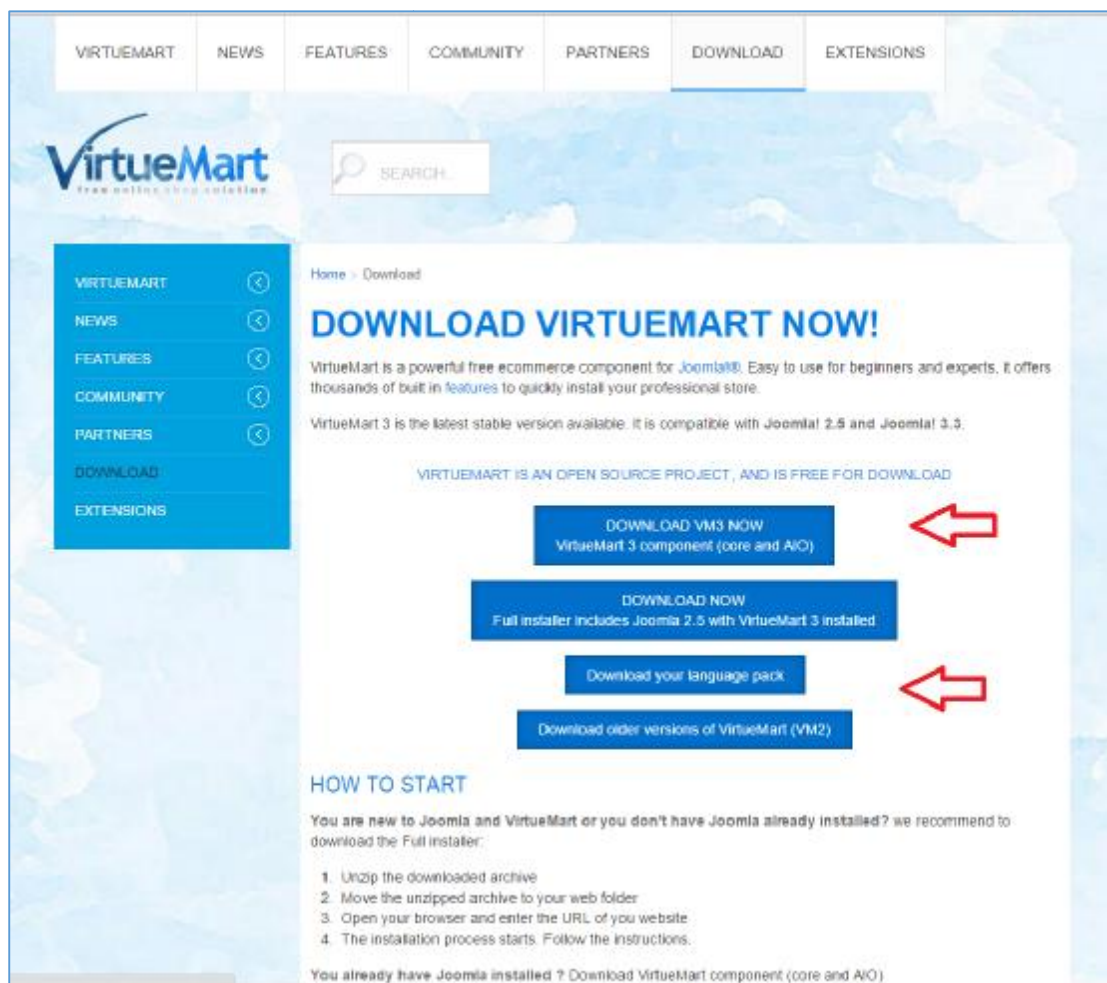 VIRTUEMART NEWS FEATURES COMMUNITY PARTNERS DOWNLOAD EXTENSIONS
VirtueMart
free online shop solution
SEARCH...
VIRTUEMART
NEWS
FEATURES
COMMUNITY
PARTNERS
DOWNLOAD
EXTENSIONS
Home > Download
DOWNLOAD VIRTUEMART NOW!
VirtueMart is a powerful free ecommerce component for Joomla!®. Easy to use for beginners and experts, it offers
thousands of built in features to quickly install your professional store.
VirtueMart 3 is the latest stable version available. It is compatible with Joomla! 2.5 and Joomla! 3.3.
VIRTUEMART IS AN OPEN SOURCE PROJECT, AND IS FREE FOR DOWNLOAD
DOWNLOAD VM3 NOW
VirtueMart 3 component (core and AIO)
DOWNLOAD NOW
Full installer includes Joomla 2.5 with VirtueMart 3 installed
Download your language pack
Download older versions of VirtueMart (VM2)
HOW TO START
You are new to Joomla and VirtueMart or you don't have Joomla already installed? we recommend to
download the Full installer:
1. Unzip the downloaded archive
2. Move the unzipped archive to your web folder
3. Open your browser and enter the URL of you website
4. The installation process starts. Follow the instructions.
You already have Joomla installed ? Download VirtueMart component (core and AIO)